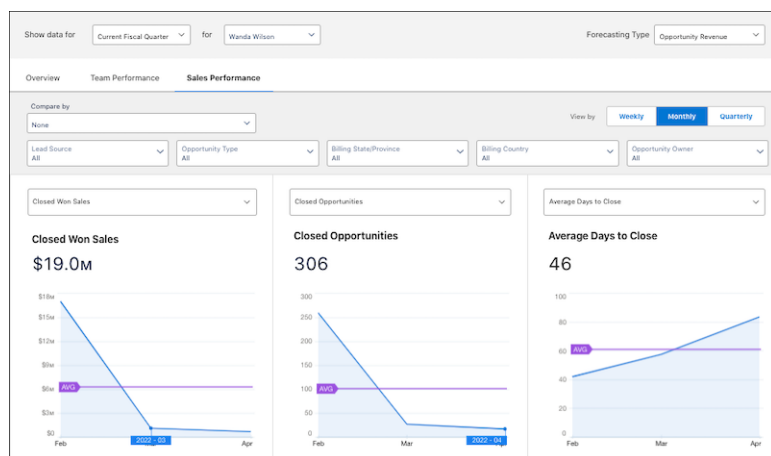 Show data for Current Fiscal Quarter for Wanda Wilson Forecasting Type Opportunity Revenue
Overview Team Performance Sales Performance
Compare by
None
View by Weekly Monthly Quarterly
Lead Source Opportunity Type Billing State/Province Billing Country Opportunity Owner
All All All All All
Closed Won Sales Closed Opportunities Average Days to Close
Closed Won Sales
$19.0M
$18M
$15M
$12M
$9M
$6M
AVG
$3M
$0
Feb 2022 - 03 Apr
Closed Opportunities
306
300
250
200
150
100
AVG
50
0
Feb Mar 2022 - 04
Average Days to Close
46
100
80
60
AVG
40
20
0
Feb Mar Apr